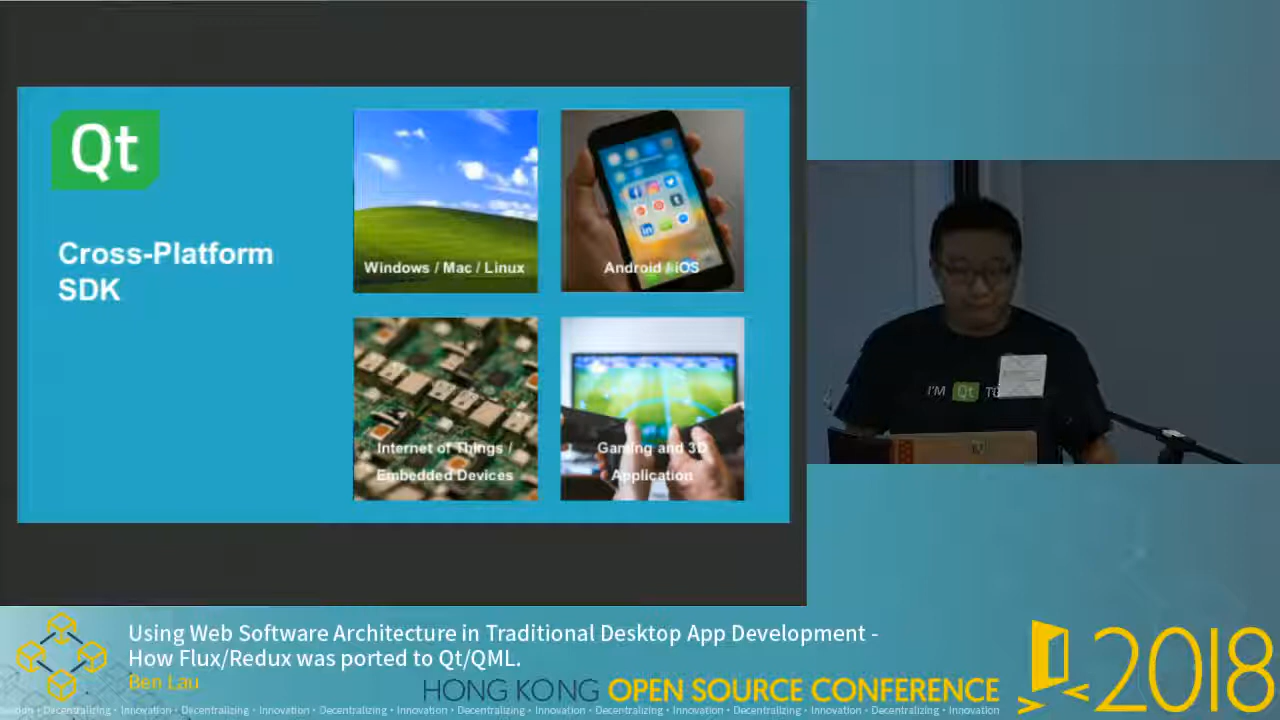 Qt
Cross-Platform
SDK
Windows / Mac / Linux
Android / iOS
Internet of Things /
Embedded Devices
Gaming and 3D
Application
I'M Qt
Using Web Software Architecture in Traditional Desktop App Development -
How Flux/Redux was ported to Qt/QML.
Ben Lau
HONG KONG OPEN SOURCE CONFERENCE
2018
• Decentralizing • Innovation • Decentralizing • Innovation • Decentralizing • Innovation • Decentralizing • Innovation • Decentralizing • Innovation • Decentralizing • Innovation • Decentralizing • Innovation